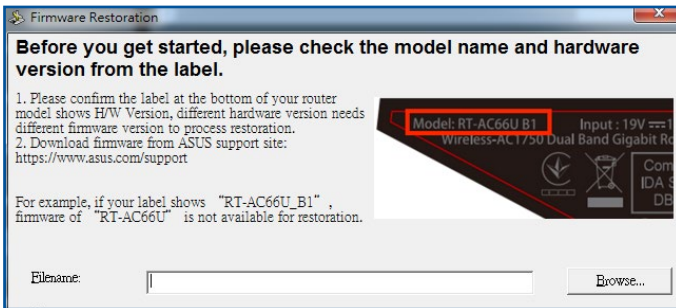 Firmware Restoration
Before you get started, please check the model name and hardware
version from the label.
1. Please confirm the label at the bottom of your router
model shows H/W Version, different hardware version needs
different firmware version to process restoration.
2. Download firmware from ASUS support site:
https://www.asus.com/support
For example, if your label shows “RT-AC66U_B1”,
firmware of “RT-AC66U” is not available for restoration.
Model: RT-AC66U B1 Input : 19V
Wireless-AC1750 Dual Band Gigabit
Com
IDA
DB
Filename:
Browse...